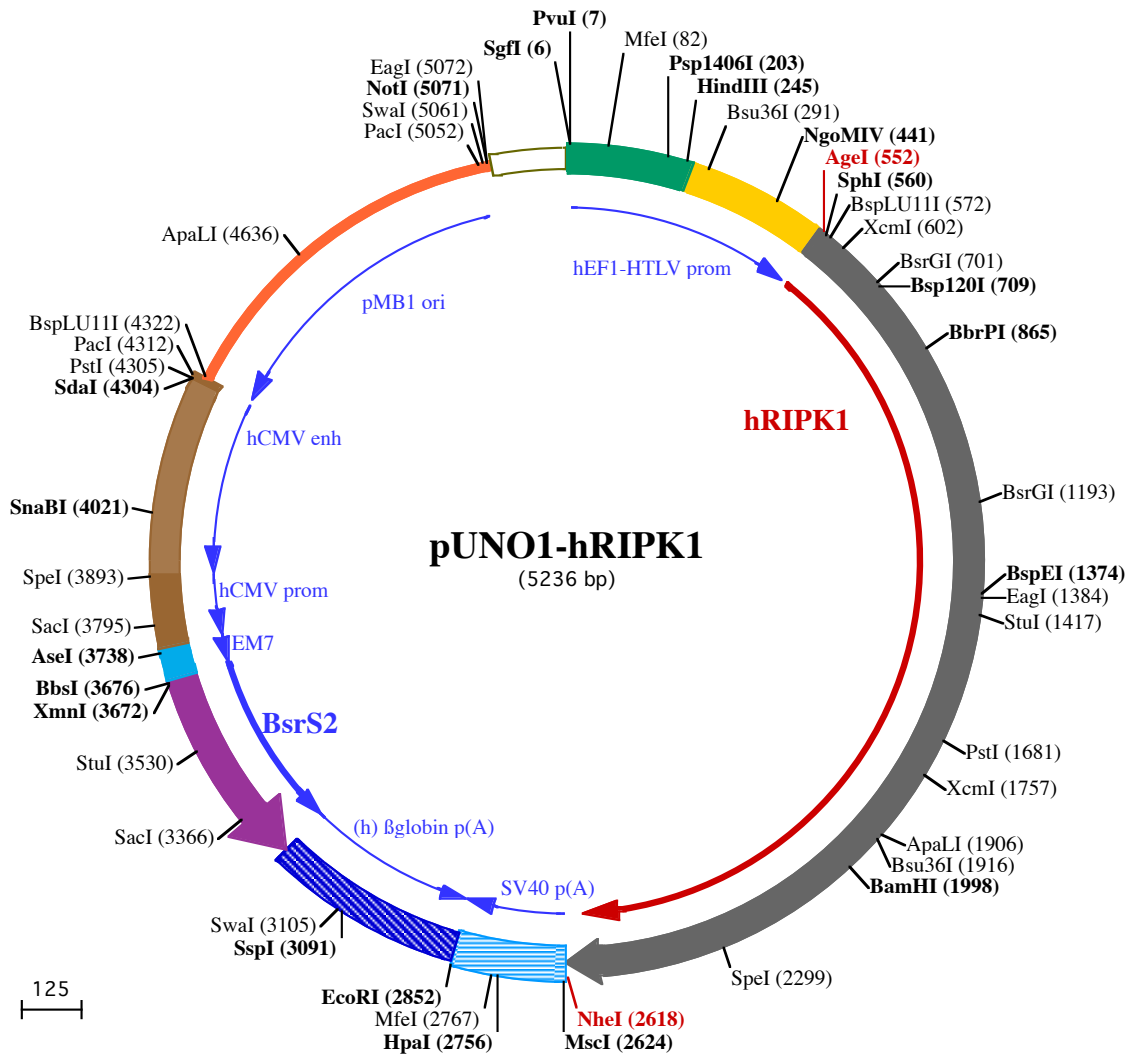 PvuI (7)
SgfI (6)
MfeI (82)
Psp1406I (203)
HindIII (245)
Bsu36I (291)
NgoMIV (441)
AgeI (552)
SphI (560)
BspLU11I (572)
XcmI (602)
BsrGI (701)
Bsp120I (709)
BbrPI (865)
BsrGI (1193)
BspEI (1374)
EagI (1384)
StuI (1417)
PstI (1681)
XcmI (1757)
ApaLI (1906)
Bsu36I (1916)
BamHI (1998)
SpeI (2299)
NheI (2618)
MscI (2624)
HpaI (2756)
MfeI (2767)
EcoRI (2852)
SspI (3091)
SwaI (3105)
SacI (3366)
StuI (3530)
XmnI (3672)
BbsI (3676)
AseI (3738)
SacI (3795)
SpeI (3893)
SnaBI (4021)
SdaI (4304)
PstI (4305)
PacI (4312)
BspLU11I (4322)
ApaLI (4636)
PacI (5052)
SwaI (5061)
NotI (5071)
EagI (5072)
hEF1-HTLV prom
hRIPK1
SV40 p(A)
(h) ßglobin p(A)
BsrS2
EM7
hCMV prom
hCMV enh
pMB1 ori
pUNO1-hRIPK1
(5236 bp)
125